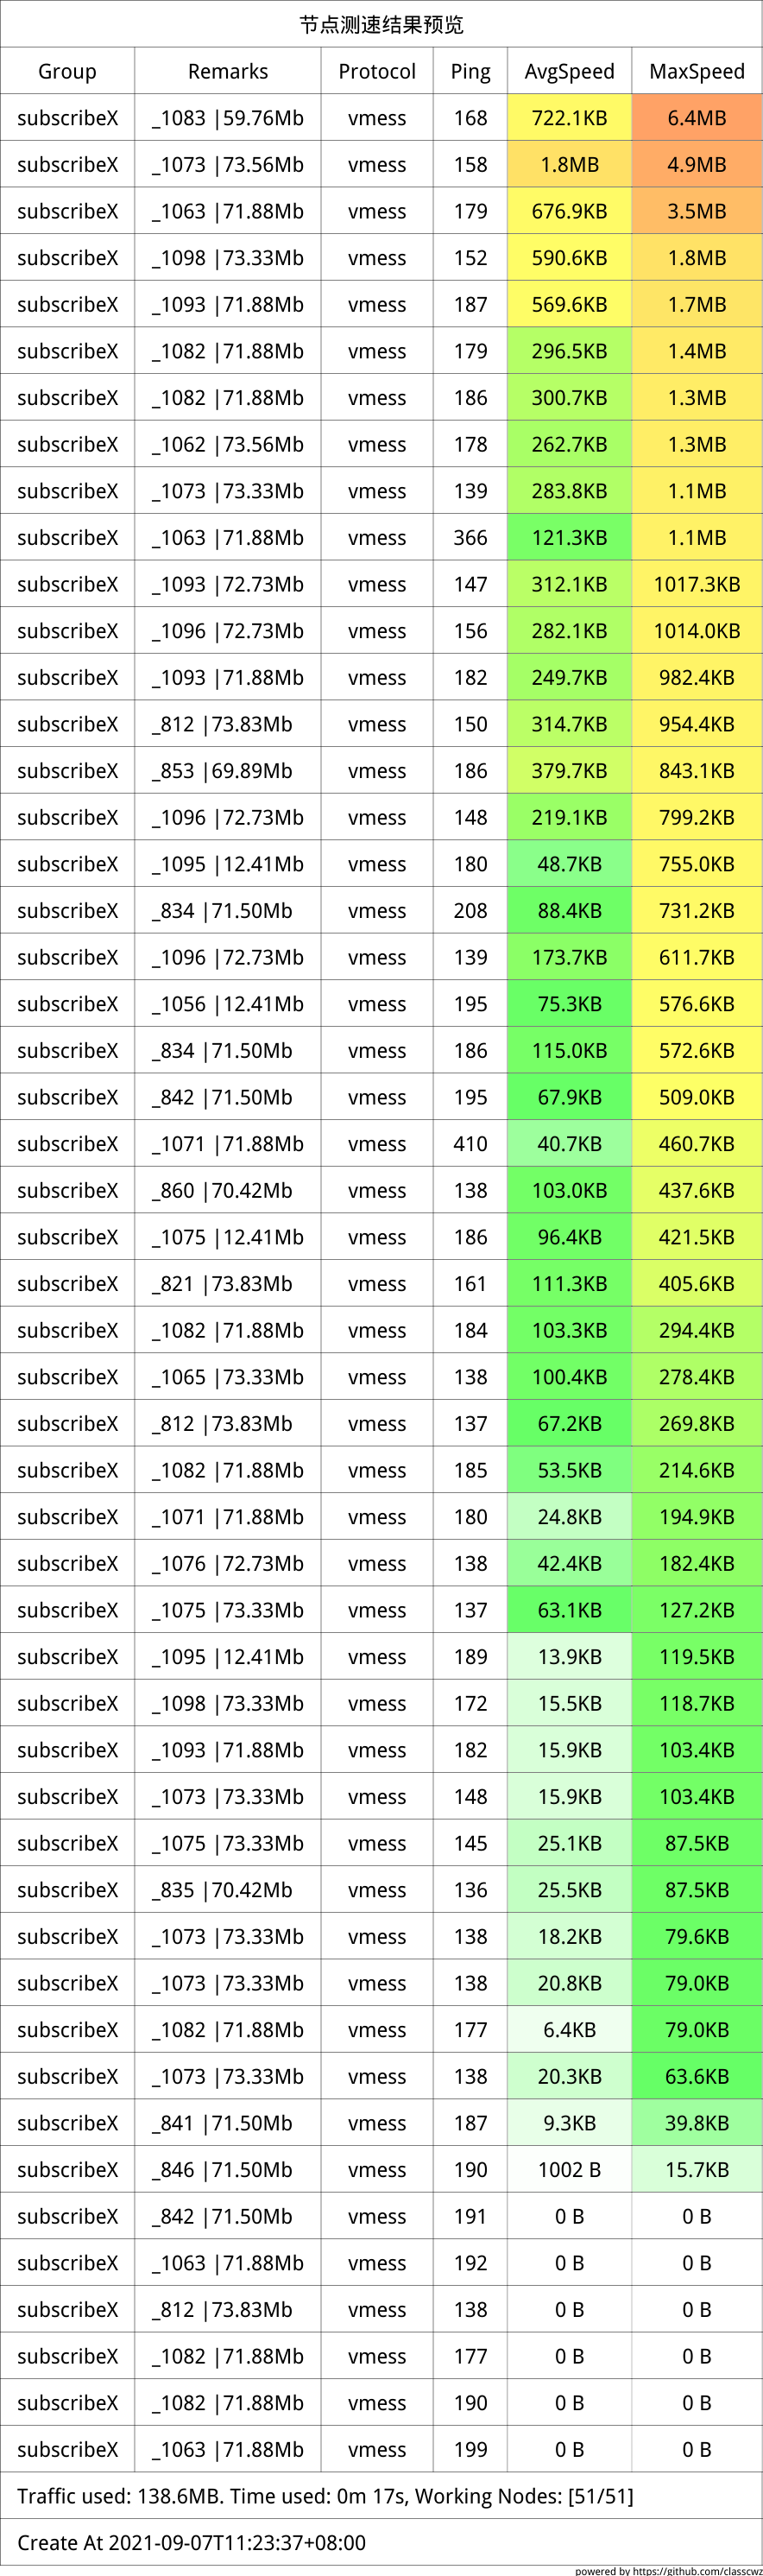 节点测速结果预览
Group Remarks Protocol Ping AvgSpeed MaxSpeed
subscribeX _1083 |59.76Mb vmess 168 722.1KB 6.4MB
subscribeX _1073 |73.56Mb vmess 158 1.8MB 4.9MB
subscribeX _1063 |71.88Mb vmess 179 676.9KB 3.5MB
subscribeX _1098 |73.33Mb vmess 152 590.6KB 1.8MB
subscribeX _1093 |71.88Mb vmess 187 569.6KB 1.7MB
subscribeX _1082 |71.88Mb vmess 179 296.5KB 1.4MB
subscribeX _1082 |71.88Mb vmess 186 300.7KB 1.3MB
subscribeX _1062 |73.56Mb vmess 178 262.7KB 1.3MB
subscribeX _1073 |73.33Mb vmess 139 283.8KB 1.1MB
subscribeX _1063 |71.88Mb vmess 366 121.3KB 1.1MB
subscribeX _1093 |72.73Mb vmess 147 312.1KB 1017.3KB
subscribeX _1096 |72.73Mb vmess 156 282.1KB 1014.0KB
subscribeX _1093 |71.88Mb vmess 182 249.7KB 982.4KB
subscribeX _812 |73.83Mb vmess 150 314.7KB 954.4KB
subscribeX _853 |69.89Mb vmess 186 379.7KB 843.1KB
subscribeX _1096 |72.73Mb vmess 148 219.1KB 799.2KB
subscribeX _1095 |12.41Mb vmess 180 48.7KB 755.0KB
subscribeX _834 |71.50Mb vmess 208 88.4KB 731.2KB
subscribeX _1096 |72.73Mb vmess 139 173.7KB 611.7KB
subscribeX _1056 |12.41Mb vmess 195 75.3KB 576.6KB
subscribeX _834 |71.50Mb vmess 186 115.0KB 572.6KB
subscribeX _842 |71.50Mb vmess 195 67.9KB 509.0KB
subscribeX _1071 |71.88Mb vmess 410 40.7KB 460.7KB
subscribeX _860 |70.42Mb vmess 138 103.0KB 437.6KB
subscribeX _1075 |12.41Mb vmess 186 96.4KB 421.5KB
subscribeX _821 |73.83Mb vmess 161 111.3KB 405.6KB
subscribeX _1082 |71.88Mb vmess 184 103.3KB 294.4KB
subscribeX _1065 |73.33Mb vmess 138 100.4KB 278.4KB
subscribeX _812 |73.83Mb vmess 137 67.2KB 269.8KB
subscribeX _1082 |71.88Mb vmess 185 53.5KB 214.6KB
subscribeX _1071 |71.88Mb vmess 180 24.8KB 194.9KB
subscribeX _1076 |72.73Mb vmess 138 42.4KB 182.4KB
subscribeX _1075 |73.33Mb vmess 137 63.1KB 127.2KB
subscribeX _1095 |12.41Mb vmess 189 13.9KB 119.5KB
subscribeX _1098 |73.33Mb vmess 172 15.5KB 118.7KB
subscribeX _1093 |71.88Mb vmess 182 15.9KB 103.4KB
subscribeX _1073 |73.33Mb vmess 148 15.9KB 103.4KB
subscribeX _1075 |73.33Mb vmess 145 25.1KB 87.5KB
subscribeX _835 |70.42Mb vmess 136 25.5KB 87.5KB
subscribeX _1073 |73.33Mb vmess 138 18.2KB 79.6KB
subscribeX _1073 |73.33Mb vmess 138 20.8KB 79.0KB
subscribeX _1082 |71.88Mb vmess 177 6.4KB 79.0KB
subscribeX _1073 |73.33Mb vmess 138 20.3KB 63.6KB
subscribeX _841 |71.50Mb vmess 187 9.3KB 39.8KB
subscribeX _846 |71.50Mb vmess 190 1002 B 15.7KB
subscribeX _842 |71.50Mb vmess 191 0 B 0 B
subscribeX _1063 |71.88Mb vmess 192 0 B 0 B
subscribeX _812 |73.83Mb vmess 138 0 B 0 B
subscribeX _1082 |71.88Mb vmess 177 0 B 0 B
subscribeX _1082 |71.88Mb vmess 190 0 B 0 B
subscribeX _1063 |71.88Mb vmess 199 0 B 0 B
Traffic used: 138.6MB. Time used: 0m 17s, Working Nodes: [51/51]
Create At 2021-09-07T11:23:37+08:00
powered by https://github.com/classcwz